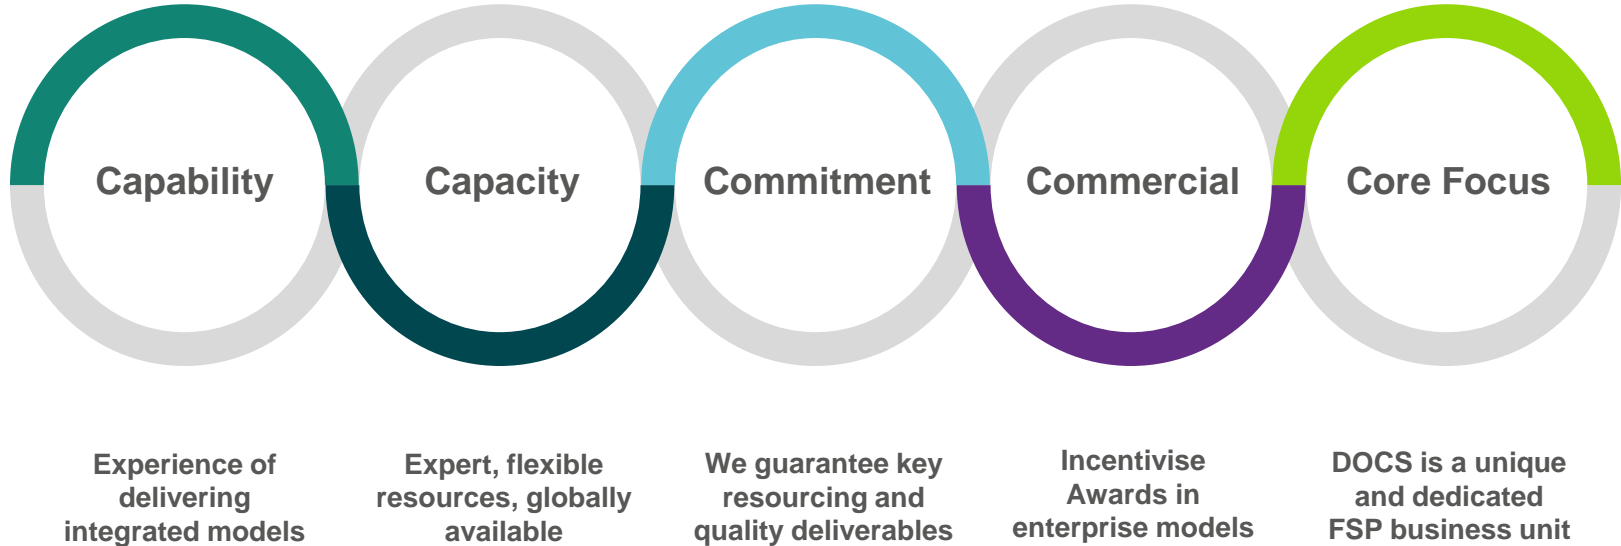 Capability
Capacity
Commitment
Commercial
Core Focus
Experience of
delivering
integrated models
Expert, flexible
resources, globally
available
We guarantee key
resourcing and
quality deliverables
Incentivise
Awards in
enterprise models
DOCS is a unique
and dedicated
FSP business unit